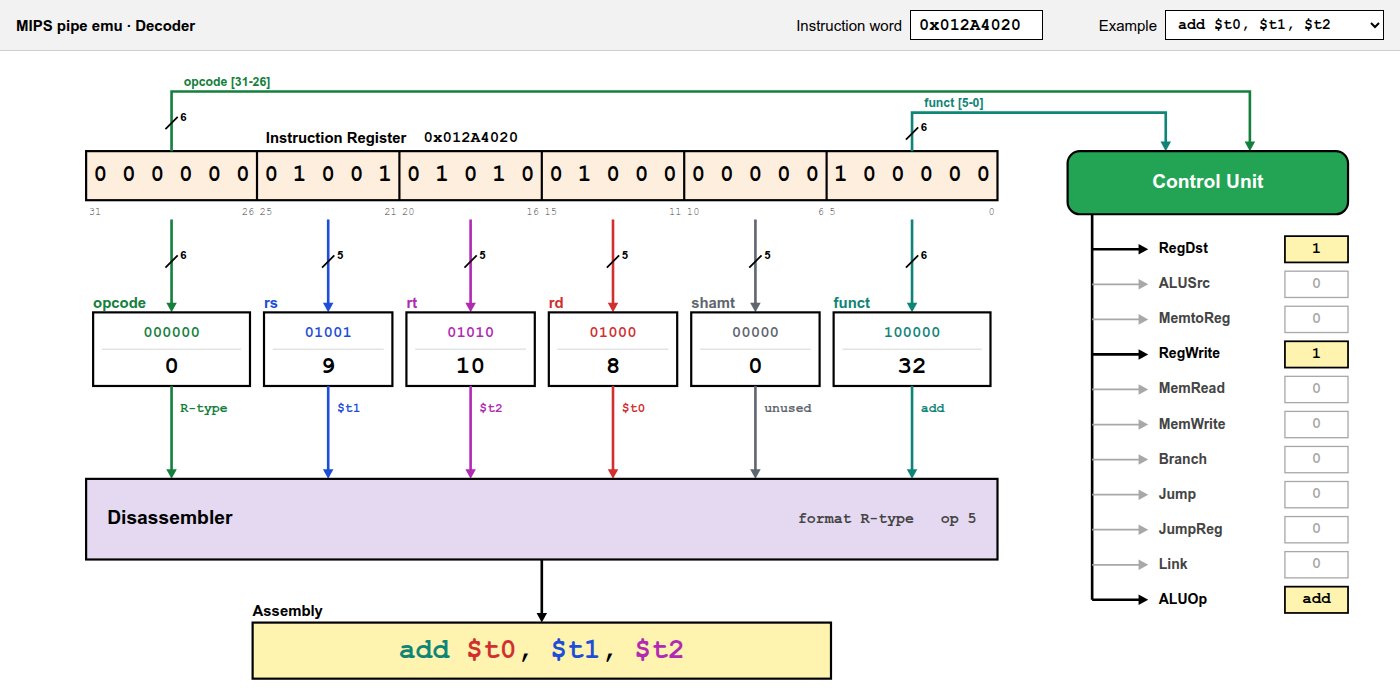 MIPS pipe emu · Decoder
Instruction word 0x012A4020
Example add $t0, $t1, $t2
opcode [31-26]
funct [5-0]
6
6
Instruction Register 0x012A4020
0 0 0 0 0 0 0 1 0 0 1 0 1 0 1 0 0 1 0 0 0 0 0 0 0 0 1 0 0 0 0 0
31 26 25 21 20 16 15 11 10 6 5 0
Control Unit
6 5 5 5 5 6
opcode rs rt rd shamt funct
000000 01001 01010 01000 00000 100000
0 9 10 8 0 32
R-type $t1 $t2 $t0 unused add
Disassembler format R-type op 5
Assembly
add $t0, $t1, $t2
RegDst 1
ALUSrc 0
MemtoReg 0
RegWrite 1
MemRead 0
MemWrite 0
Branch 0
Jump 0
JumpReg 0
Link 0
ALUOp add